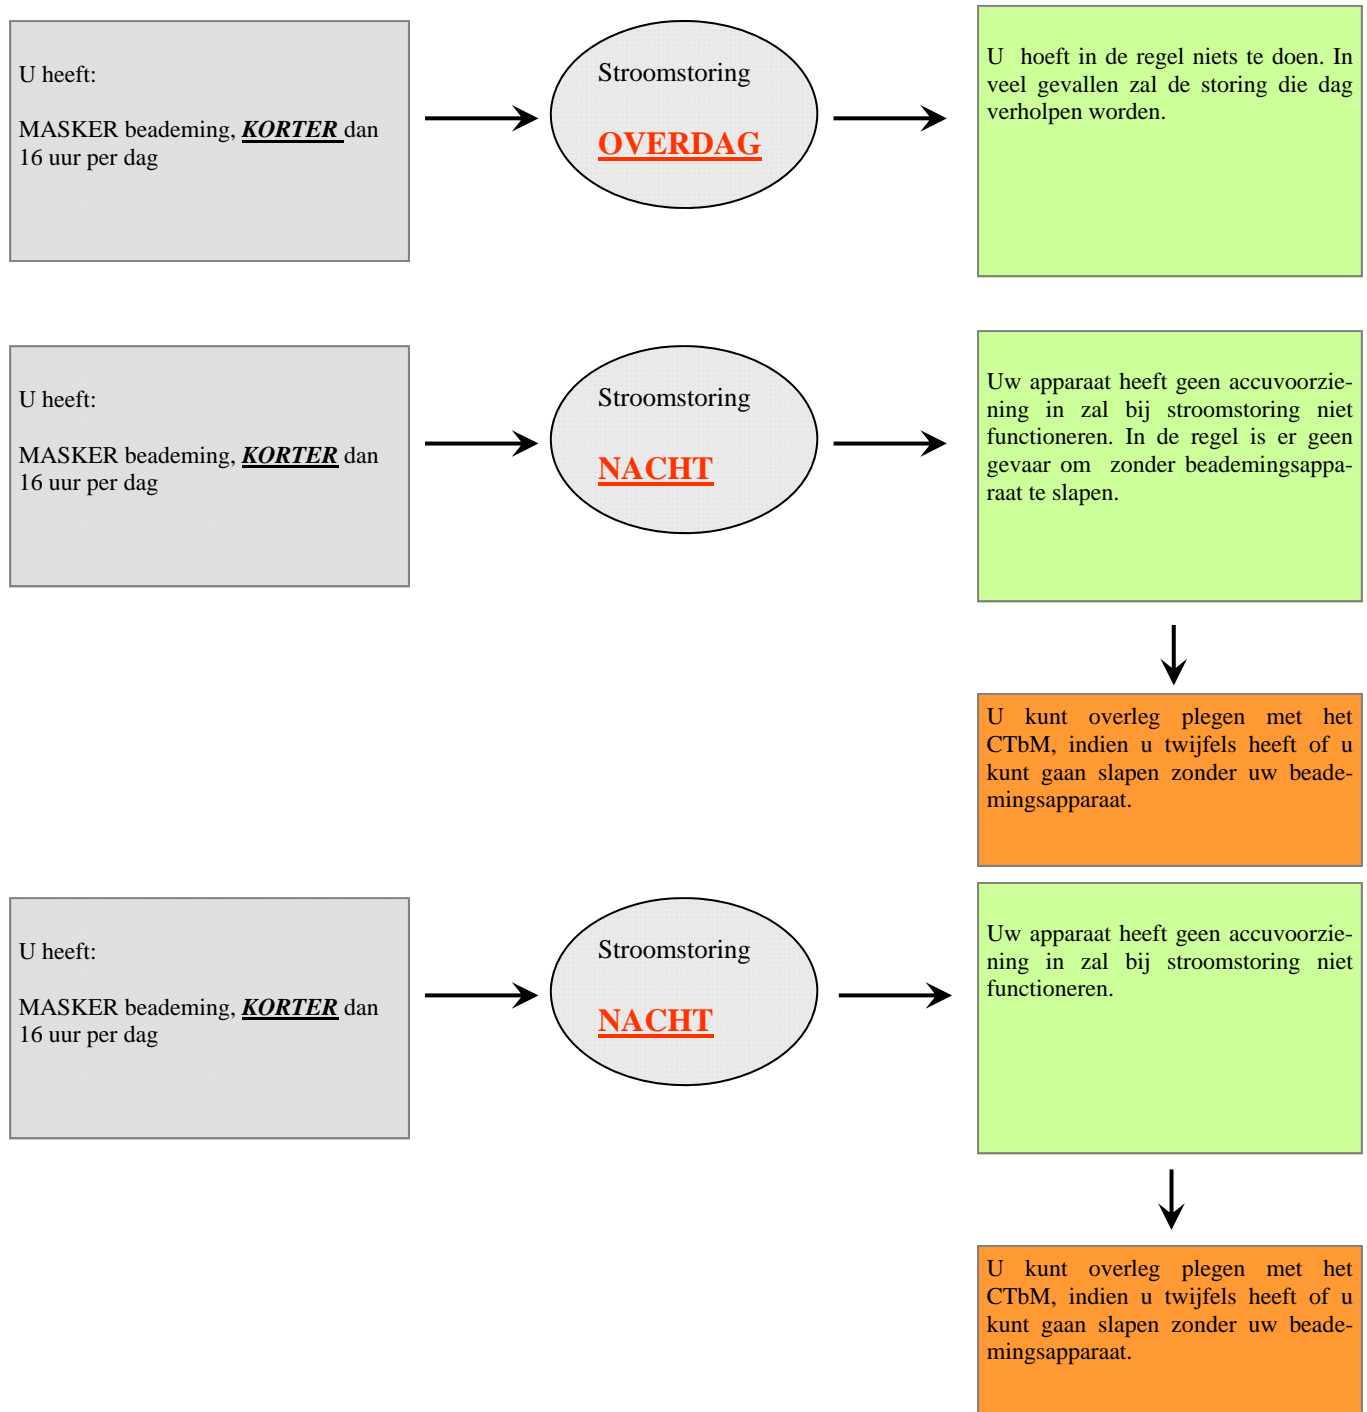 U heeft:
MASKER beademing, KORTER dan
16 uur per dag
Stroomstoring
OVERDAG
U hoeft in de regel niets te doen. In
veel gevallen zal de storing die dag
verholpen worden.
U heeft:
MASKER beademing, KORTER dan
16 uur per dag
Stroomstoring
NACHT
Uw apparaat heeft geen accuvoorzie-
ning in zal bij stroomstoring niet
functioneren. In de regel is er geen
gevaar om zonder beademingsappa-
raat te slapen.
U kunt overleg plegen met het
CTbM, indien u twijfels heeft of u
kunt gaan slapen zonder uw beade-
mingsapparaat.
U heeft:
MASKER beademing, KORTER dan
16 uur per dag
Stroomstoring
NACHT
Uw apparaat heeft geen accuvoorzie-
ning in zal bij stroomstoring niet
functioneren.
U kunt overleg plegen met het
CTbM, indien u twijfels heeft of u
kunt gaan slapen zonder uw beade-
mingsapparaat.